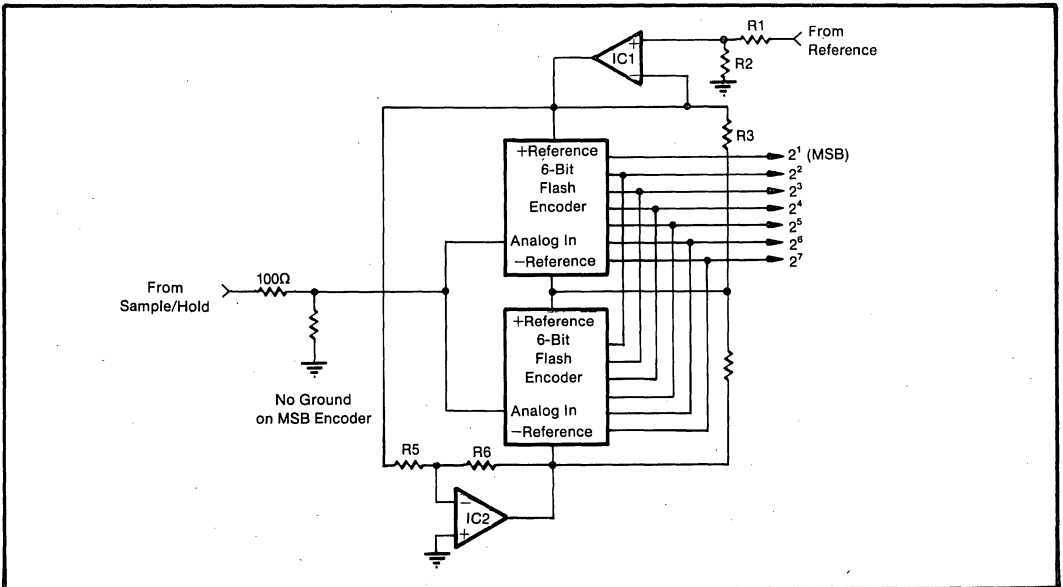 R1
From
Reference
IC1
+
−
R2
R3
+Reference
6-Bit
Flash
Encoder
Analog In
−Reference
2¹ (MSB)
2²
2³
2⁴
2⁵
2⁶
2⁷
100Ω
From
Sample/Hold
No Ground
on MSB Encoder
+Reference
6-Bit
Flash
Encoder
Analog In
−Reference
R5
R6
−
IC2
+